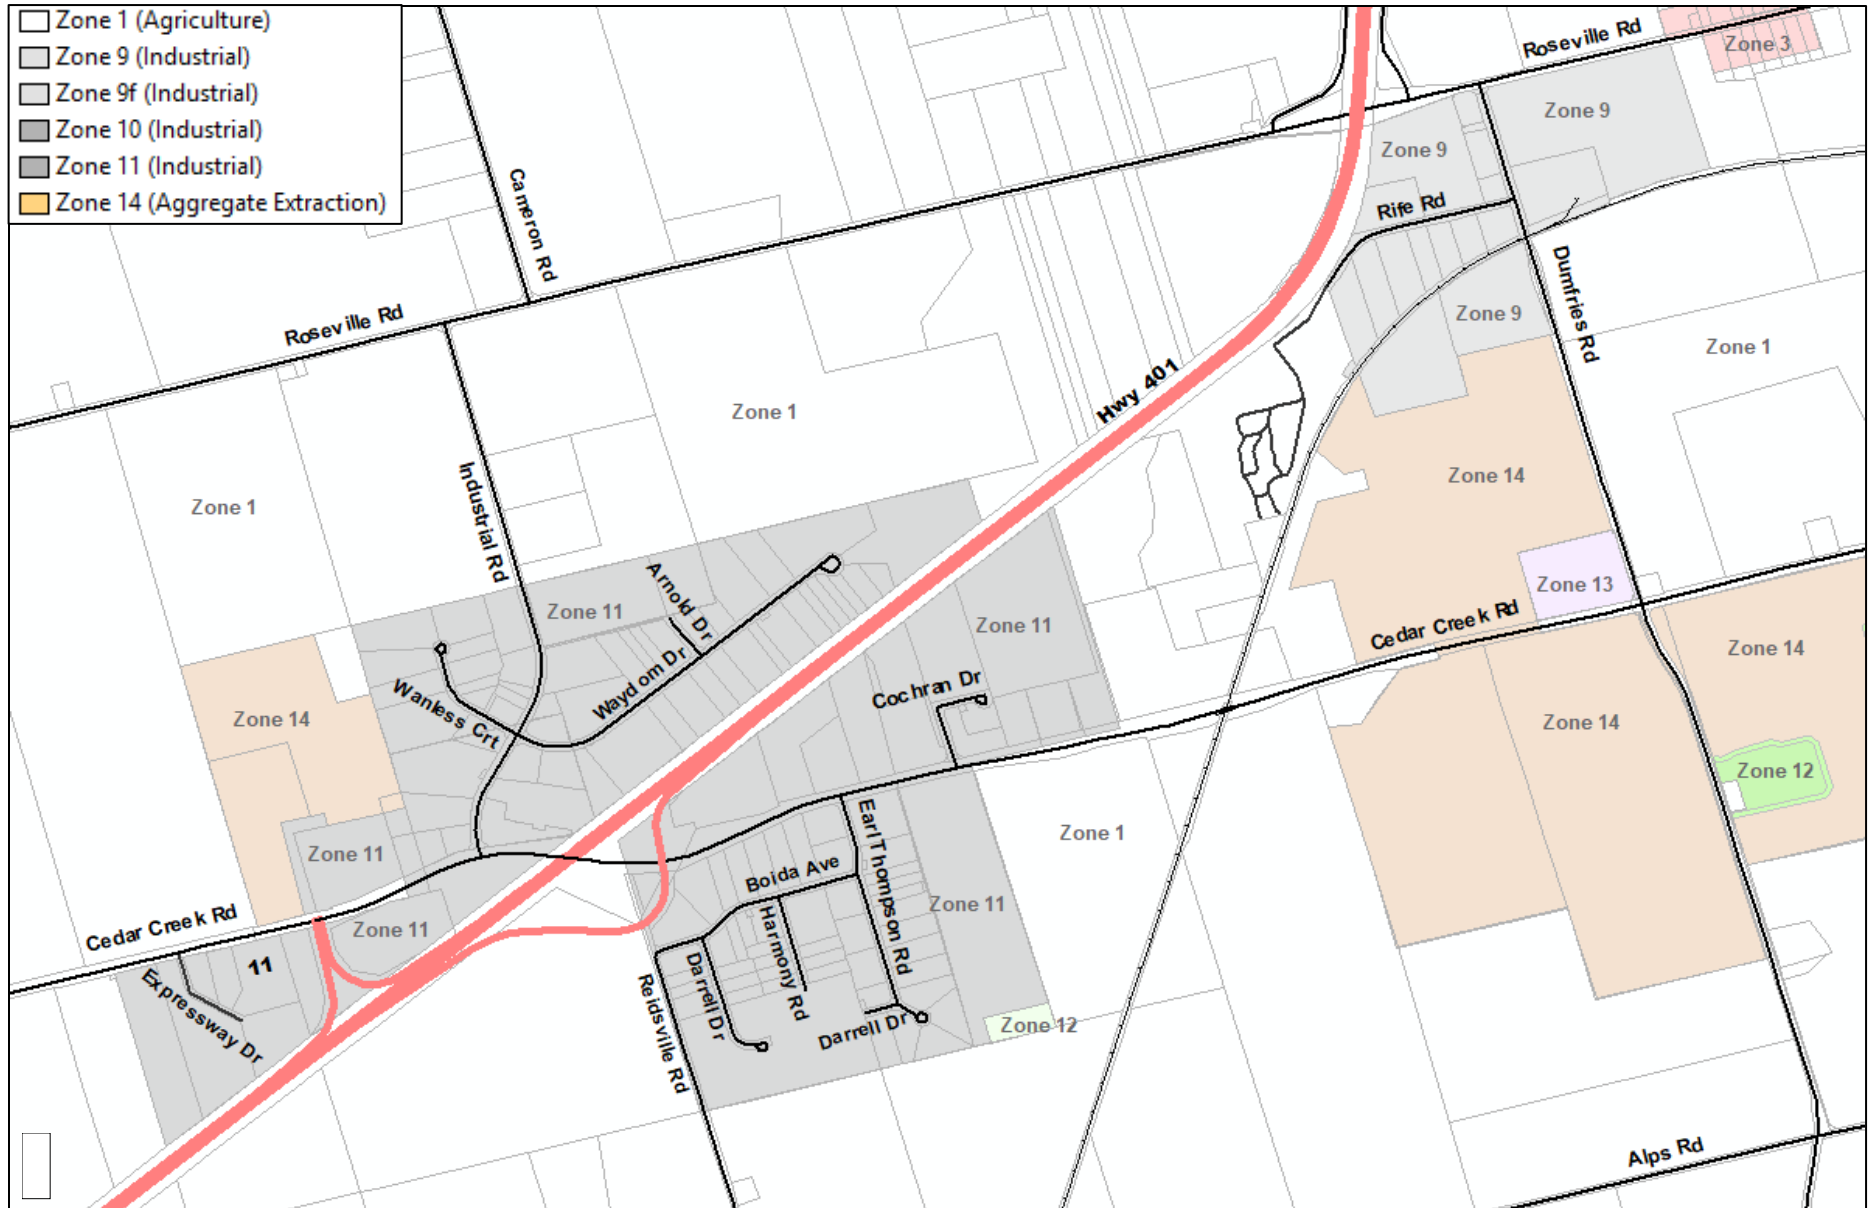 Zone 1 (Agriculture)
Zone 9 (Industrial)
Zone 9f (Industrial)
Zone 10 (Industrial)
Zone 11 (Industrial)
Zone 14 (Aggregate Extraction)
Roseville Rd
Zone 3
Zone 9
Zone 9
Cameron Rd
Rife Rd
Dumfries Rd
Roseville Rd
Zone 9
Zone 1
Hwy 401
Zone 1
Zone 14
Zone 1
Industrial Rd
Arnold Dr
Zone 11
Zone 11
Zone 13
Cedar Creek Rd
Zone 14
Waydom Dr
Cochran Dr
Wanless Crt
Zone 14
Zone 14
Zone 12
Earl Thompson Rd
Zone 1
Zone 11
Boida Ave
Zone 11
Cedar Creek Rd
Zone 11
Harmony Rd
11
Expressway Dr
Darrell Dr
Reidsville Rd
Darrell Dr
Zone 12
Alps Rd